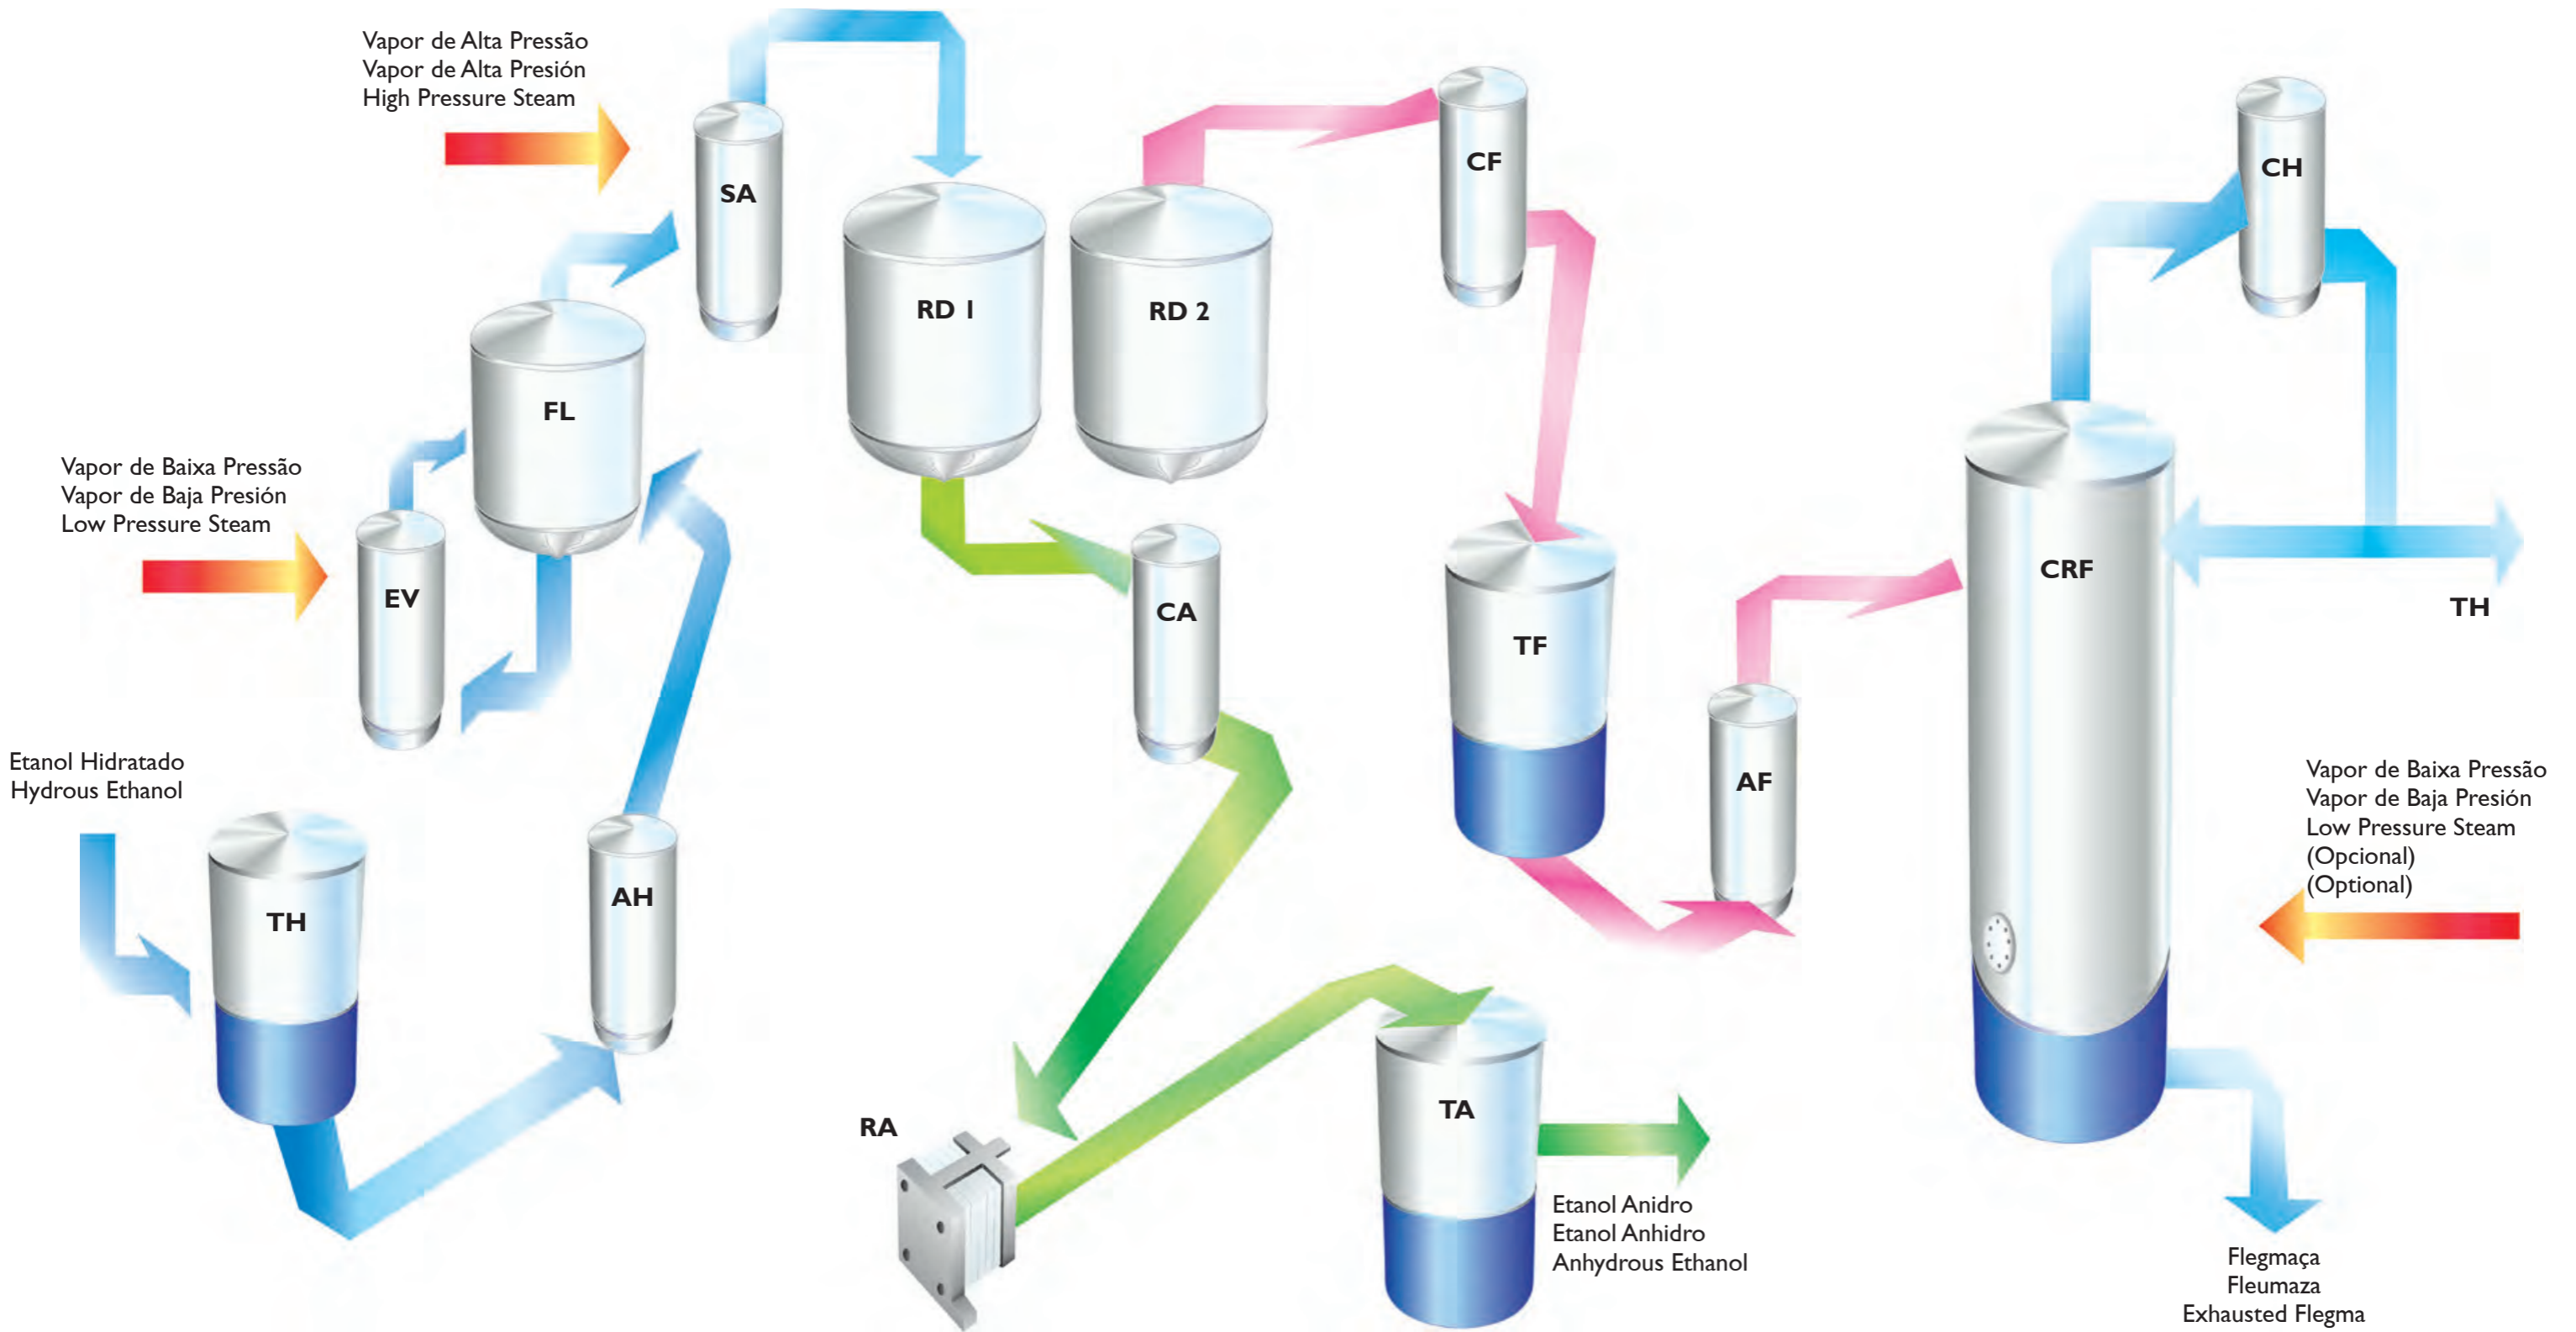 Vapor de Alta Pressão
Vapor de Alta Presión
High Pressure Steam
SA
CF
CH
RD 1
RD 2
FL
Vapor de Baixa Pressão
Vapor de Baja Presión
Low Pressure Steam
EV
CA
TF
CRF
TH
Etanol Hidratado
Hydrous Ethanol
TH
AH
AF
Vapor de Baixa Pressão
Vapor de Baja Presión
Low Pressure Steam
(Opcional)
(Optional)
RA
TA
Etanol Anidro
Etanol Anhidro
Anhydrous Ethanol
Flegmaça
Fleumaza
Exhausted Flegma